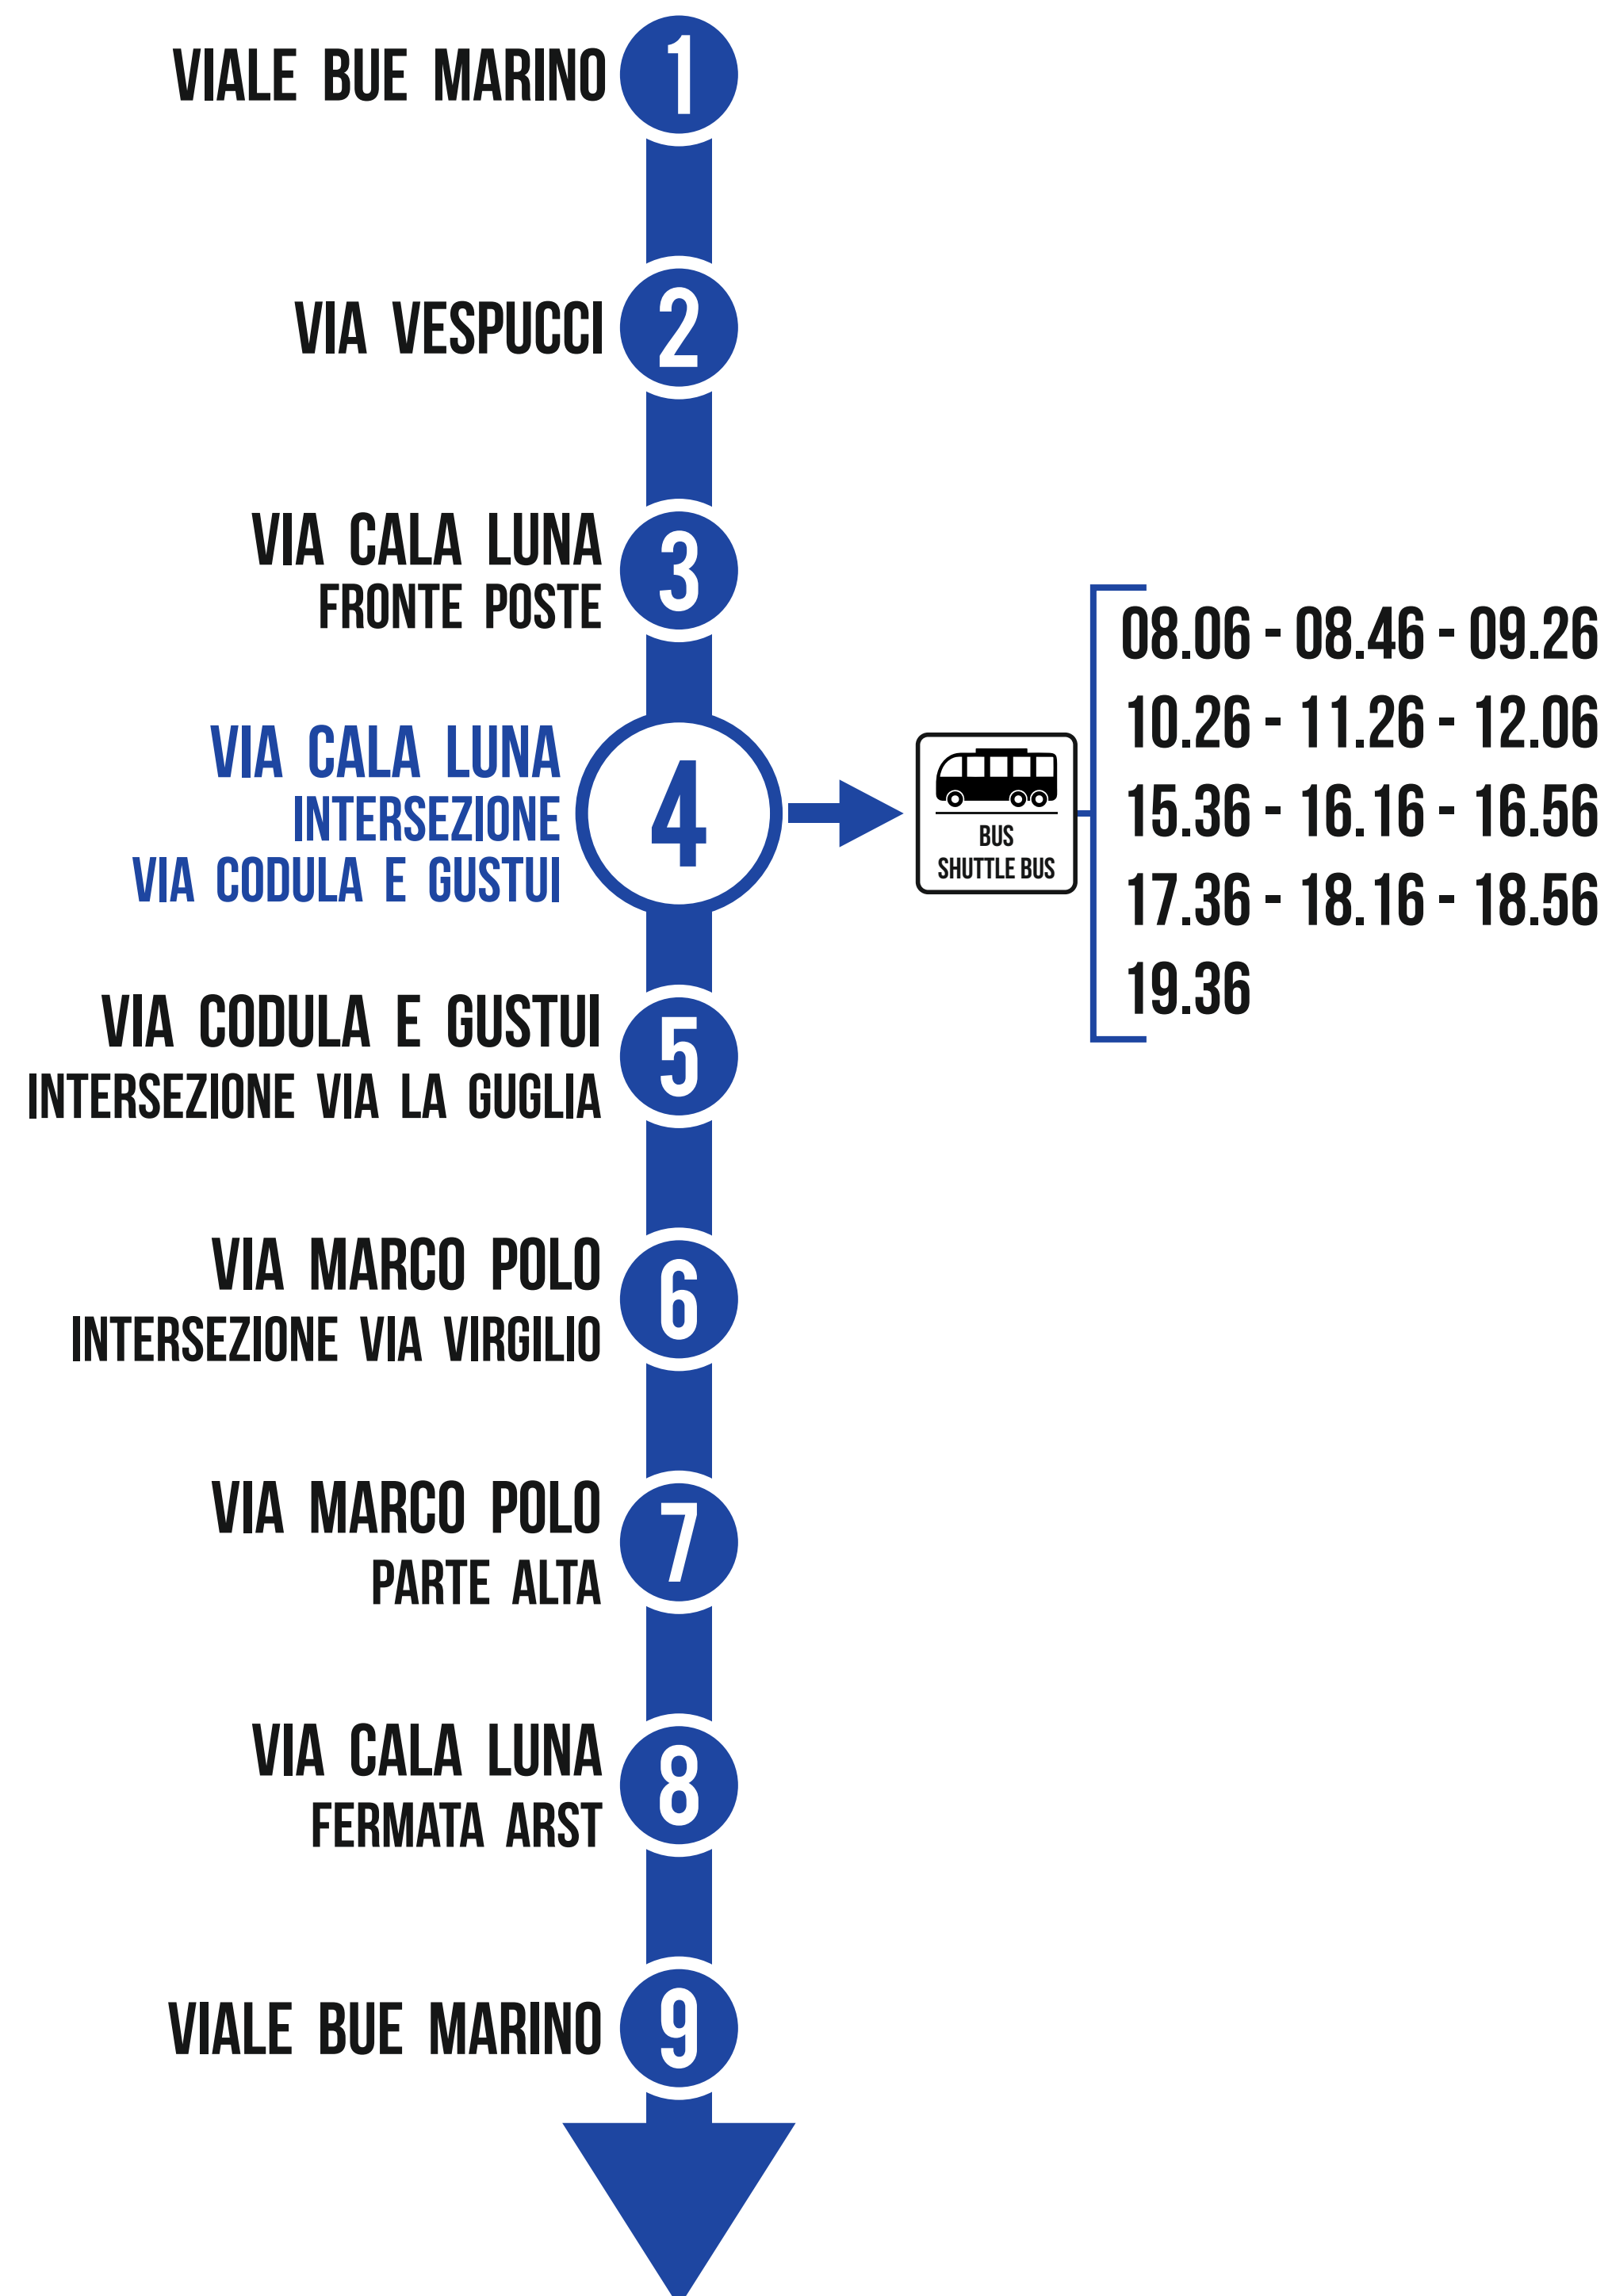 VIALE BUE MARINO
1
VIA VESPUCCI
2
VIA CALA LUNA
FRONTE POSTE
3
VIA CALA LUNA
INTERSEZIONE
VIA CODULA E GUSTUI
4
BUS
SHUTTLE BUS
08.06 - 08.46 - 09.26
10.26 - 11.26 - 12.06
15.36 - 16.16 - 16.56
17.36 - 18.16 - 18.56
19.36
VIA CODULA E GUSTUI
INTERSEZIONE VIA LA GUGLIA
5
VIA MARCO POLO
INTERSEZIONE VIA VIRGILIO
6
VIA MARCO POLO
PARTE ALTA
7
VIA CALA LUNA
FERMATA ARST
8
VIALE BUE MARINO
9